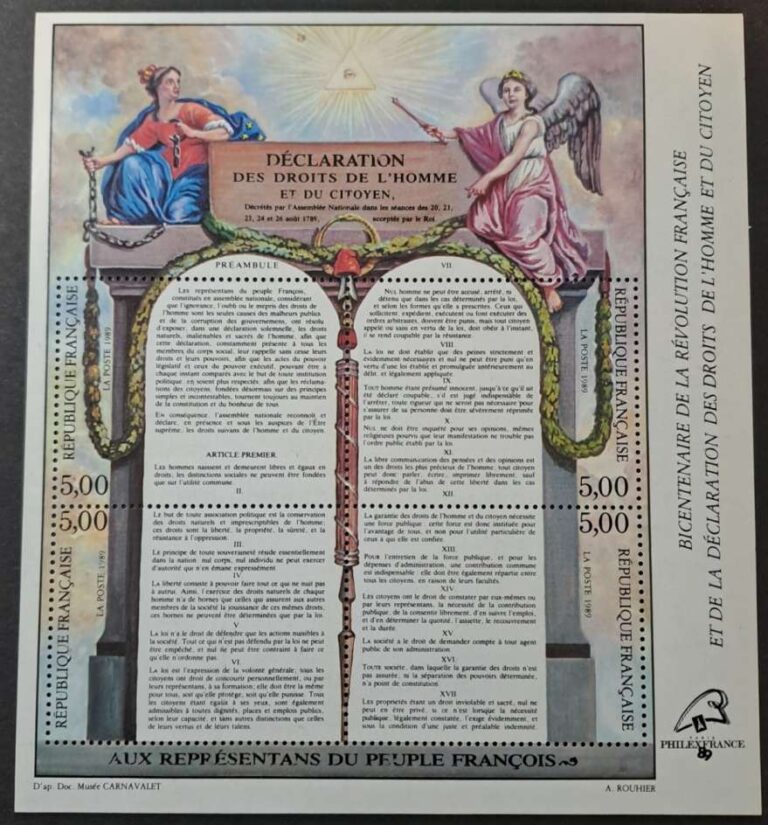 DÉCLARATION
DES DROITS DE L'HOMME
ET DU CITOYEN,
Décrétés par l'Assemblée Nationale dans les séances des 20, 21,
23, 24 et 26 août 1789, acceptés par le Roi
PRÉAMBULE
Les représentans du peuple François,
constitués en assemblée nationale, considérant
que l'ignorance, l'oubli ou le mepris des droits de
l'homme sont les seules causes des malheurs publics
et de la corruption des gouvernemens, ont résolu
d'exposer, dans une déclaration solemnelle, les droits
naturels, inaliénables et sacrés de l'homme, afin que
cette déclaration, constamment présente à tous les
membres du corps social, leur rappelle sans cesse leurs
droits et leurs devoirs, afin que les actes du pouvoir
législatif et ceux du pouvoir exécutif, pouvant être à
chaque instant comparés avec le but de toute institution
politique, en soient plus respectés, afin que les réclama-
tions des citoyens, fondées désormais sur des principes
simples et incontestables, tournent toujours au maintien
de la constitution et du bonheur de tous.
En conséquence, l'assemblée nationale reconnoît et
déclare, en présence et sous les auspices de l'Être
suprême, les droits suivans de l'homme et du citoyen.
ARTICLE PREMIER.
Les hommes naissent et demeurent libres et égaux en
droits, les distinctions sociales ne peuvent être fondées
que sur l'utilité commune.
II.
Le but de toute association politique est la conservation
des droits naturels et imprescriptibles de l'homme;
ces droits sont la liberté, la propriété, la sûreté, et la
résistance à l'oppression.
III.
Le principe de toute souveraineté réside essentiellement
dans la nation, nul corps, nul individu ne peut exercer
d'autorité qui n'en émane expressément.
IV.
La liberté consiste à pouvoir faire tout ce qui ne nuit pas
à autrui. Ainsi, l'exercice des droits naturels de chaque
homme n'a de bornes que celles qui assurent aux autres
membres de la société la jouissance de ces mêmes droits;
ces bornes ne peuvent être déterminées que par la loi.
V
La loi n'a le droit de défendre que les actions nuisibles à
la société. Tout ce qui n'est pas défendu par la loi ne peut
être empêché, et nul ne peut être contraint à faire ce
qu'elle n'ordonne pas.
VI.
La loi est l'expression de la volonté générale; tous les
citoyens ont droit de concourir personnellement, ou par
leurs représentans, à sa formation; elle doit être la même
pour tous, soit qu'elle protége, soit qu'elle punisse. Tous
les citoyens étant égaux à ses yeux, sont également
admissibles à toutes dignités, places et emplois publics,
selon leur capacité, et sans autres distinctions que celles
de leurs vertus et de leurs talens.
VII.
Nul homme ne peut être accusé, arrêté, ni
détenu que dans les cas déterminés par la loi,
et selon les formes qu'elle a prescrites. Ceux qui
sollicitent, expédient, exécutent ou font exécuter des
ordres arbitraires, doivent être punis; mais tout citoyen
appelé ou saisi en vertu de la loi, doit obéir à l'instant,
il se rend coupable par la résistance.
VIII.
La loi ne doit établir que des peines strictement et
évidemment nécessaires et nul ne peut être puni qu'en
vertu d'une loi établie et promulguée antérieurement au
délit, et légalement appliquée
IX
Tout homme étant présumé innocent, jusqu'à ce qu'il ait
été déclaré coupable, s'il est jugé indispensable de
l'arrêter, toute rigueur qui ne seroit pas nécessaire pour
s'assurer de sa personne doit être sévèrement réprimée
par la loi.
X
Nul ne doit être inquiété pour ses opinions, mêmes
religieuses pourvu que leur manifestation ne trouble pas
l'ordre public établi par la loi.
XI.
La libre communication des pensées et des opinions est
un des droits les plus précieux de l'homme; tout citoyen
peut donc parler, écrire, imprimer librement, sauf
à répondre de l'abus de cette liberté dans les cas
déterminés par la loi.
XII
La garantie des droits de l'homme et du citoyen nécessite
une force publique; cette force est donc instituée pour
l'avantage de tous, et non pour l'utilité particulière de
ceux à qui elle est confiée.
XIII.
Pour l'entretien de la force publique, et pour les
dépenses d'administration, une contribution commune
est indispensable; elle doit être également répartie entre
tous les citoyens, en raison de leurs facultés.
XIV
Les citoyens ont le droit de constater par eux-mêmes ou
par leurs représentans, la nécessité de la contribution
publique, de la consentir librement, d'en suivre l'emploi,
et d'en déterminer la quotité, l'assiette, le recouvrement
et la durée.
XV
La société a le droit de demander compte à tout agent
public de son administration.
XVI
Toute société, dans laquelle la garantie des droits n'est
pas assurée, ni la séparation des pouvoirs déterminée,
n'a point de constitution.
XVII
Les propriétés étant un droit inviolable et sacré, nul ne
peut en être privé, si ce n'est lorsque la nécessité
publique, légalement constatée, l'exige évidemment, et
sous la condition d'une juste et préalable indemnité.
AUX REPRÉSENTANS DU PEUPLE FRANÇOIS
RÉPUBLIQUE FRANÇAISE
LA POSTE 1989
5,00
RÉPUBLIQUE FRANÇAISE
LA POSTE 1989
5,00
RÉPUBLIQUE FRANÇAISE
LA POSTE 1989
5,00
RÉPUBLIQUE FRANÇAISE
LA POSTE 1989
5,00
BICENTENAIRE DE LA RÉVOLUTION FRANÇAISE
ET DE LA DÉCLARATION DES DROITS DE L'HOMME ET DU CITOYEN
PARIS
PHILEXFRANCE
89
D'ap. Doc. Musée CARNAVALET
A. ROUHIER